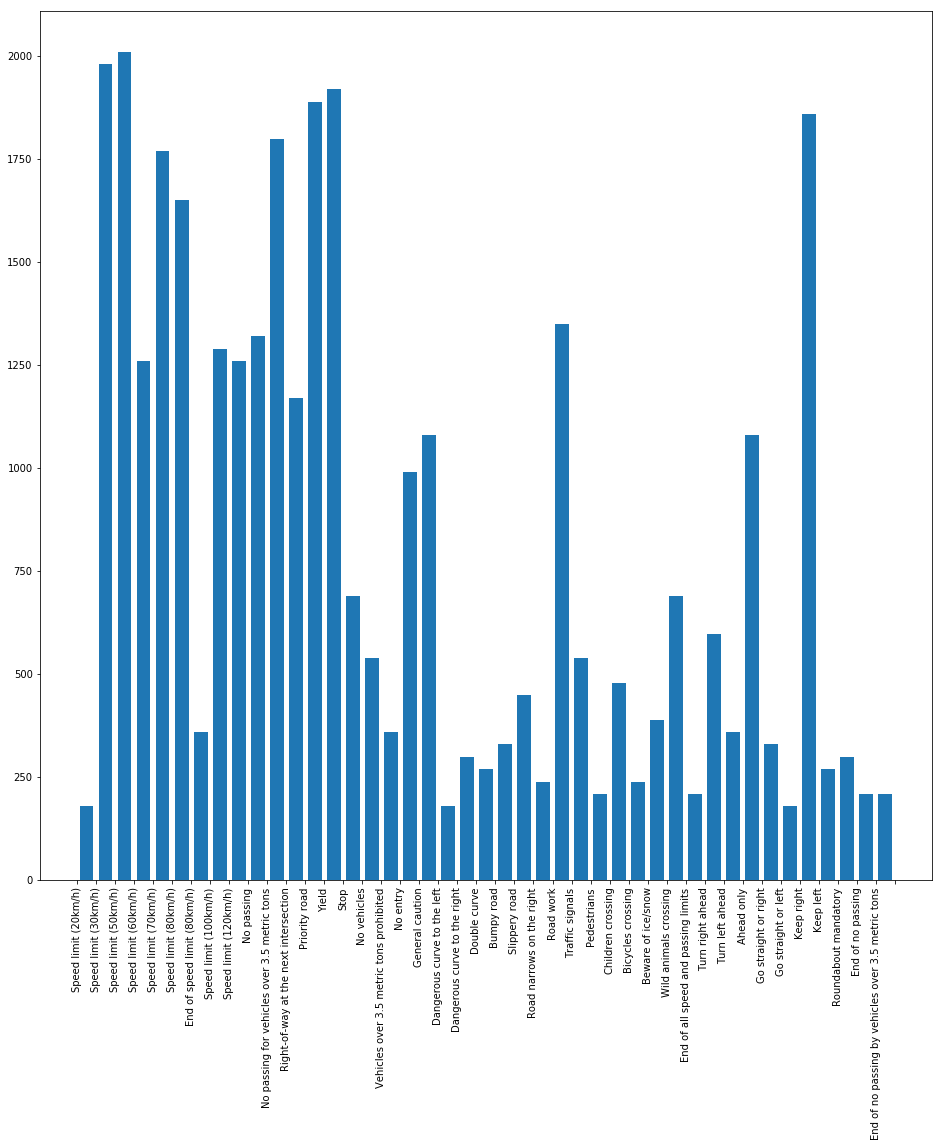 2000
1750
1500
1250
1000
750
500
250
0
Speed limit (20km/h)
Speed limit (30km/h)
Speed limit (50km/h)
Speed limit (60km/h)
Speed limit (70km/h)
Speed limit (80km/h)
End of speed limit (80km/h)
Speed limit (100km/h)
Speed limit (120km/h)
No passing
No passing for vehicles over 3.5 metric tons
Right-of-way at the next intersection
Priority road
Yield
Stop
No vehicles
Vehicles over 3.5 metric tons prohibited
No entry
General caution
Dangerous curve to the left
Dangerous curve to the right
Double curve
Bumpy road
Slippery road
Road narrows on the right
Road work
Traffic signals
Pedestrians
Children crossing
Bicycles crossing
Beware of ice/snow
Wild animals crossing
End of all speed and passing limits
Turn right ahead
Turn left ahead
Ahead only
Go straight or right
Go straight or left
Keep right
Keep left
Roundabout mandatory
End of no passing
End of no passing by vehicles over 3.5 metric tons